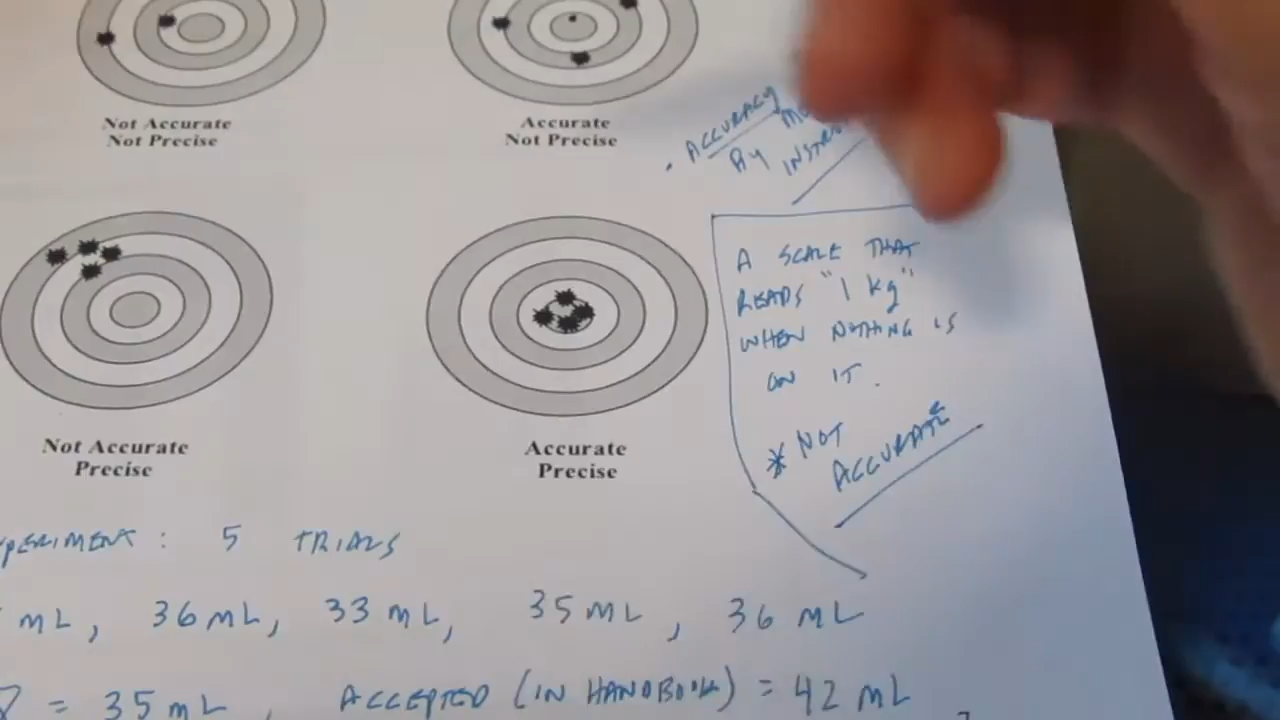 Not Accurate
Not Precise
Accurate
Not Precise
ACCURACY
BY
A SCALE THAT
READS "1 kg"
WHEN NOTHING IS
ON IT.
* NOT
ACCURATE
Not Accurate
Precise
Accurate
Precise
: 5 TRIALS
mL, 36 mL, 33 mL, 35 mL, 36 mL
= 35 mL, ACCEPTED (IN HANDBOOK) = 42 mL